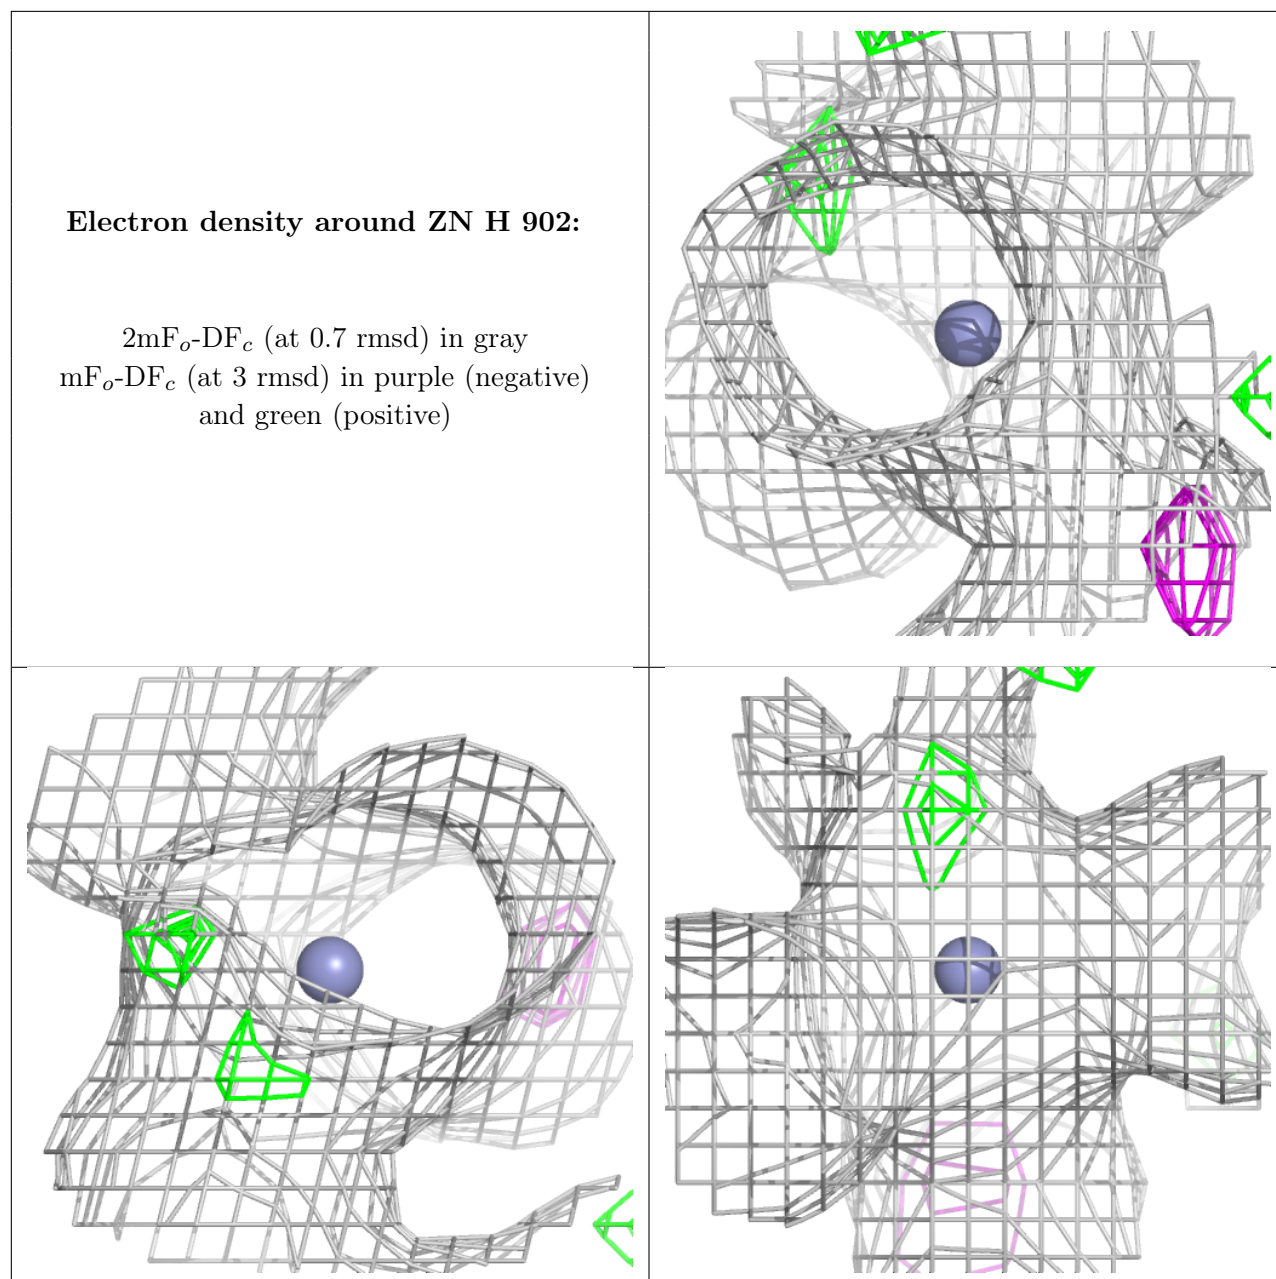 Electron density around ZN H 902:
2mFo-DFc (at 0.7 rmsd) in gray
mFo-DFc (at 3 rmsd) in purple (negative)
and green (positive)